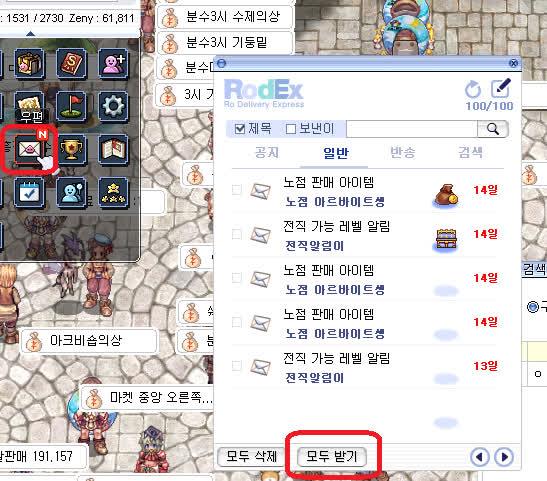 : 1531 / 2730 Zeny : 61,811
분수3시 수제의상
분수3시 기둥밑
분수
3시 기
우편
N
RODEX
Ro Delivery Express
100/100
제목 보낸이
공지 일반 반송 검색
노점 판매 아이템
노점 아르바이트생
14일
전직 가능 레벨 알림
전직알림이
14일
노점 판매 아이템
노점 아르바이트생
14일
노점 판매 아이템
노점 아르바이트생
14일
전직 가능 레벨 알림
전직알림이
13일
검색
아크비숍의상
마켓 중앙 오른쪽...
판매 191,157
모두 삭제 모두 받기